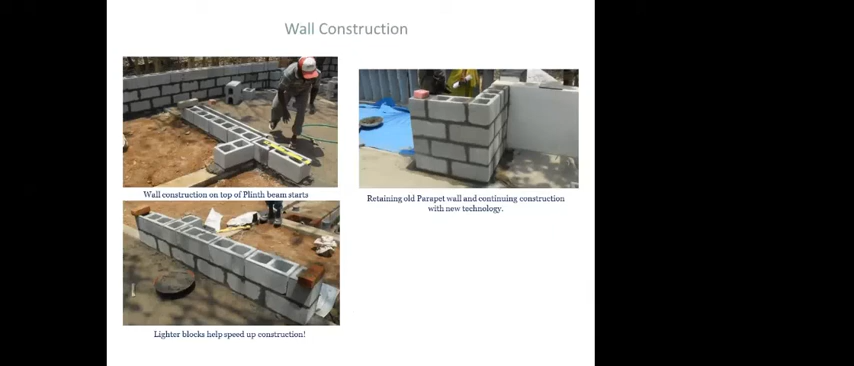 Wall Construction
Wall construction on top of Plinth beam starts
Retaining old Parapet wall and continuing construction
with new technology.
Lighter blocks help speed up construction!